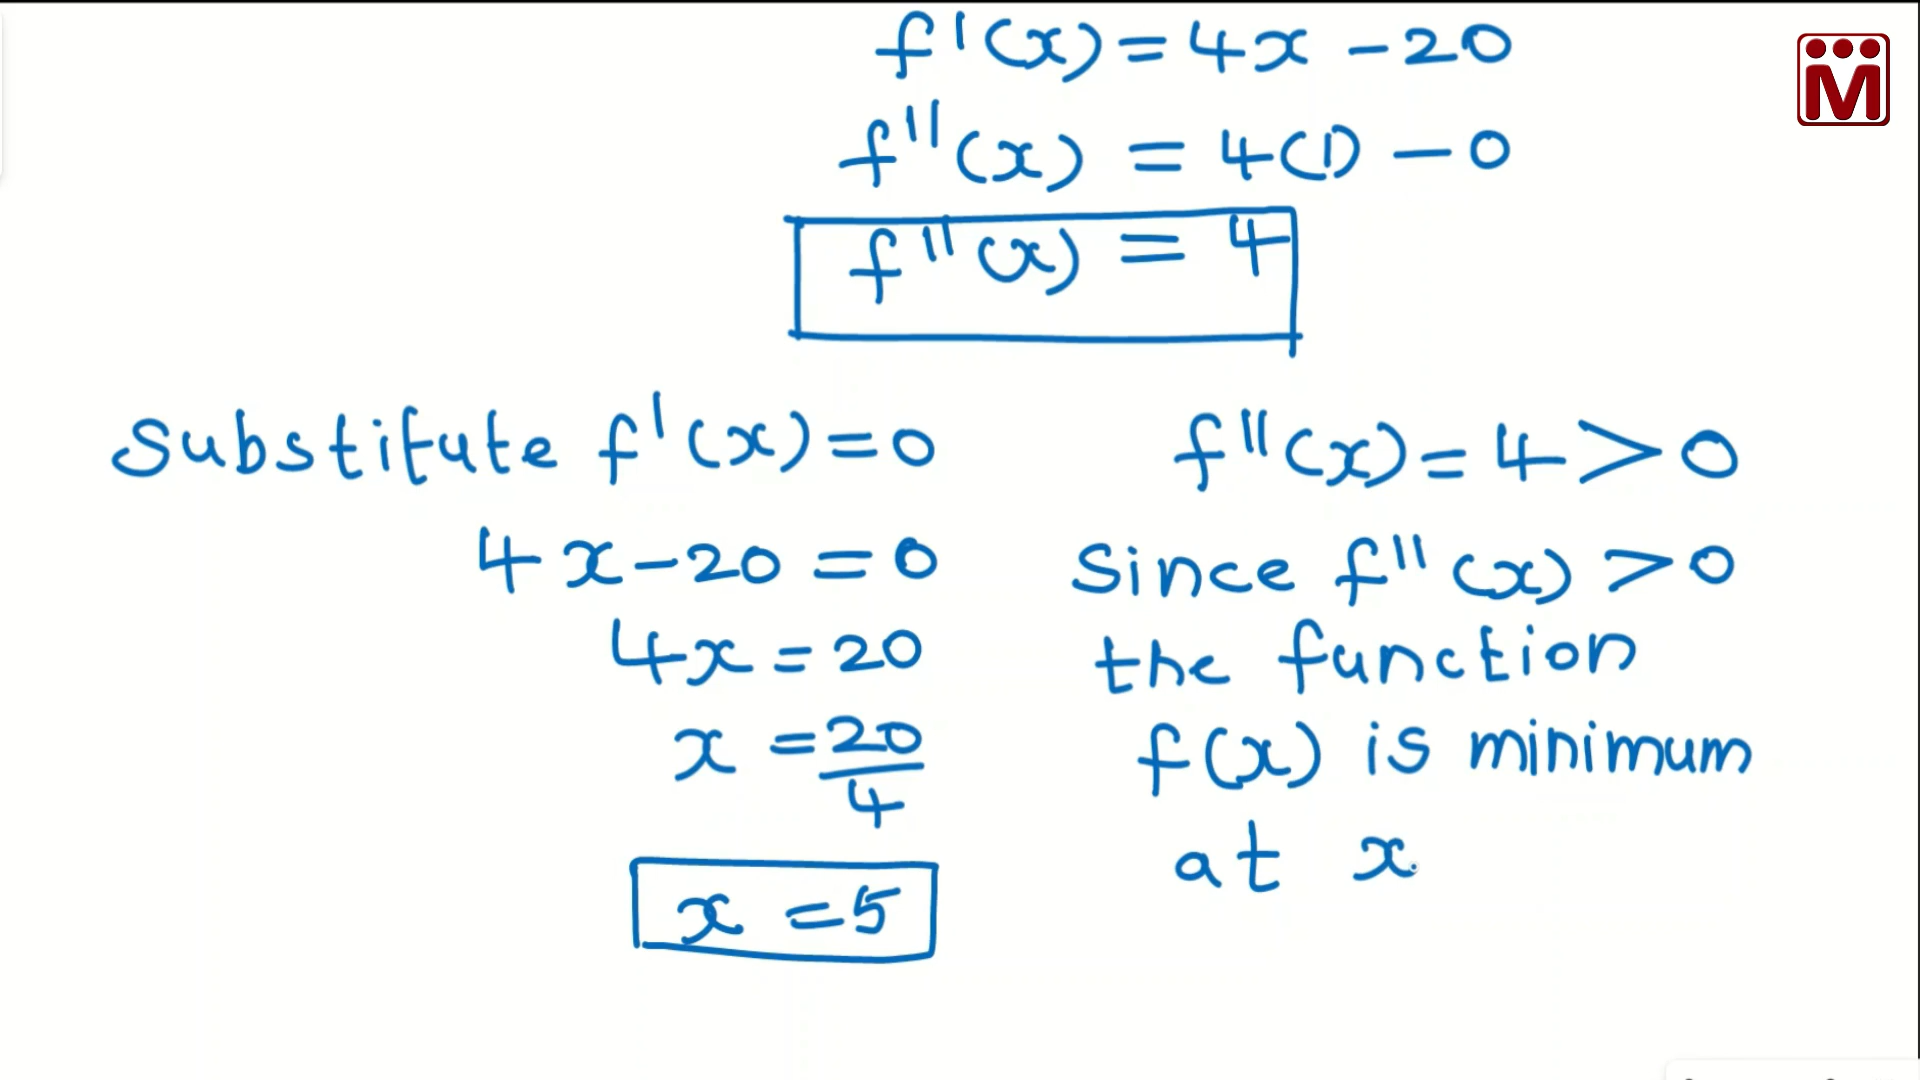 f'(x) = 4x - 20
f''(x) = 4(1) - 0
f''(x) = 4
Substitute f'(x) = 0
4x - 20 = 0
4x = 20
x = 20/4
x = 5
f''(x) = 4 > 0
Since f''(x) > 0
the function
f(x) is minimum
at x
M